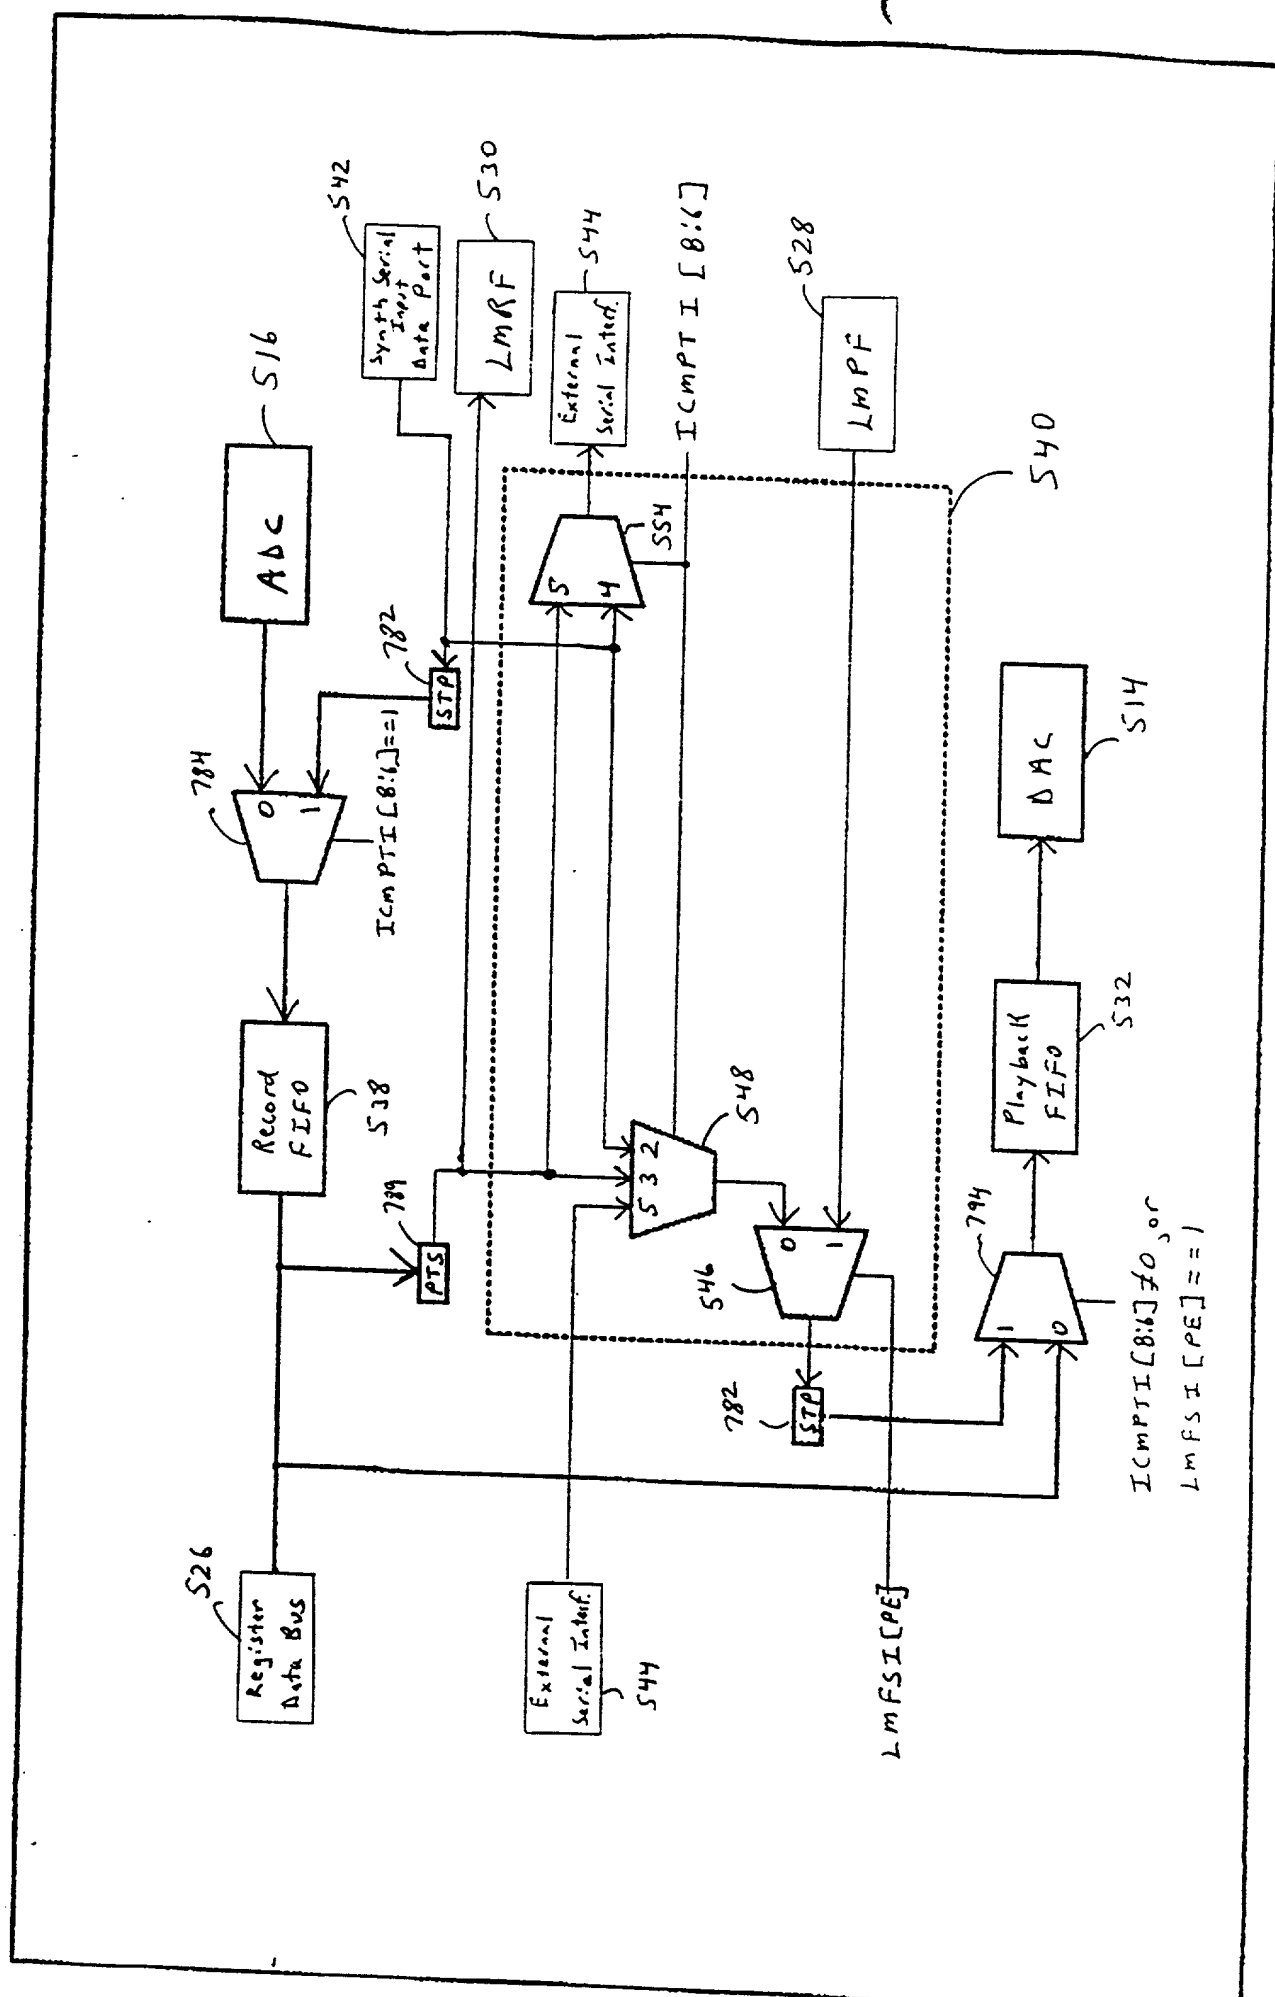 ADC
516
Synth Serial
Input
Data Port
542
LMRF
530
External
Serial Interf.
544
ICMPTI [8:6]
LMPF
528
540
554
5
4
STP
782
784
0
1
ICMPTI[8:6]==1
Record
FIFO
538
PTS
789
5 3 2
548
0
1
546
STP
782
DAC
514
Playback
FIFO
532
794
1
0
ICMPTI[8:6]≠0, or
LMFSI[PE]==1
Register
Data Bus
526
External
Serial Interf.
544
LMFSI[PE]